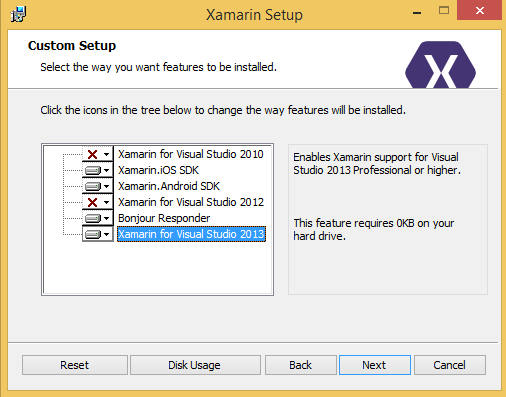 Xamarin Setup
Custom Setup
Select the way you want features to be installed.
Click the icons in the tree below to change the way features will be installed.
Xamarin for Visual Studio 2010
Xamarin.iOS SDK
Xamarin.Android SDK
Xamarin for Visual Studio 2012
Bonjour Responder
Xamarin for Visual Studio 2013
Enables Xamarin support for Visual
Studio 2013 Professional or higher.
This feature requires 0KB on your
hard drive.
Reset
Disk Usage
Back
Next
Cancel